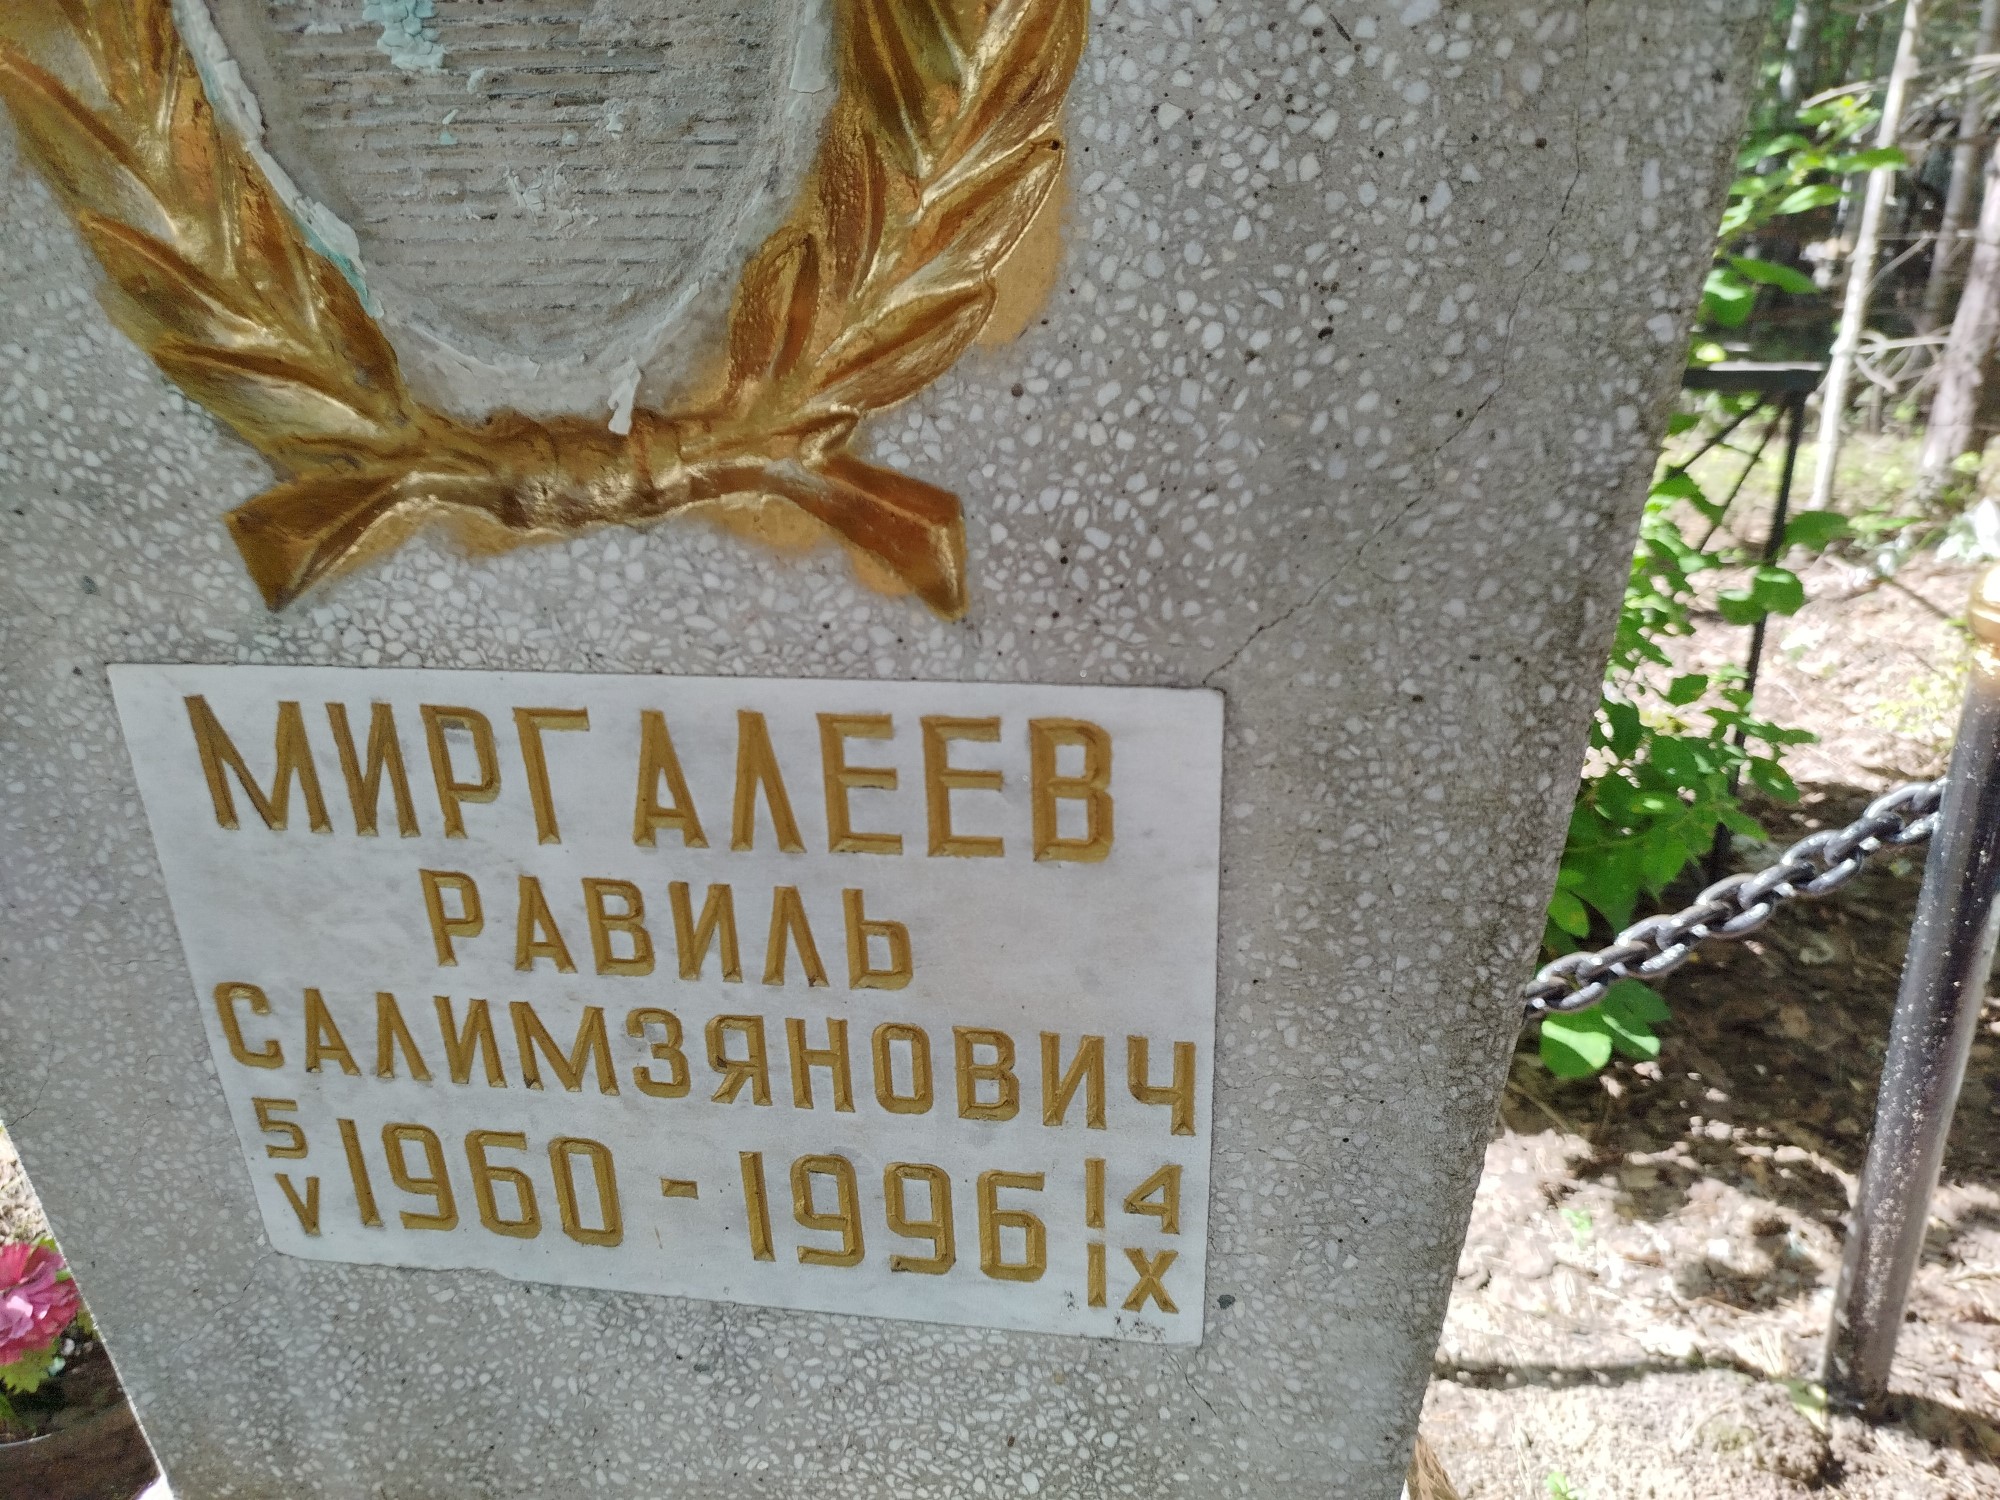 МИРГАЛЕЕВ
РАВИЛЬ
САЛИМЗЯНОВИЧ
5 V 1960 - 1996 14 IX